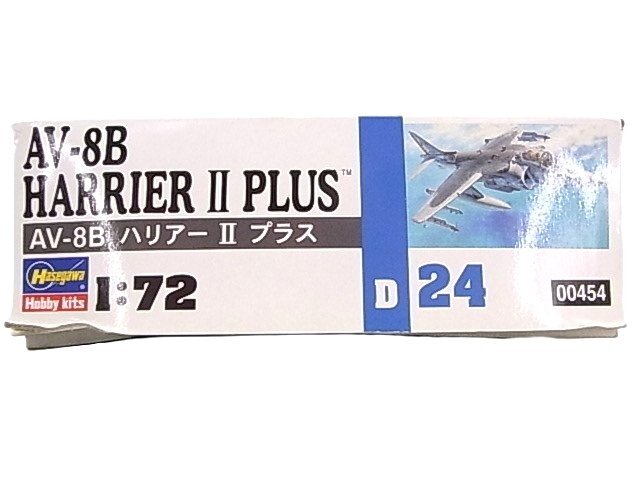 AV-8B
HARRIER II PLUS™
AV-8B ハリアー II プラス
Hasegawa
Hobby kits
1:72
D 24
00454